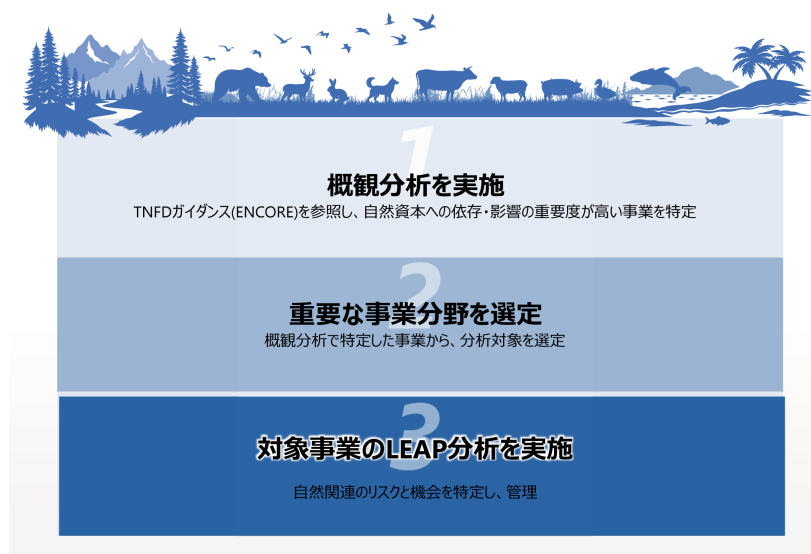 1
概観分析を実施
TNFDガイダンス(ENCORE)を参照し、自然資本への依存・影響の重要度が高い事業を特定
2
重要な事業分野を選定
概観分析で特定した事業から、分析対象を選定
3
対象事業のLEAP分析を実施
自然関連のリスクと機会を特定し、管理